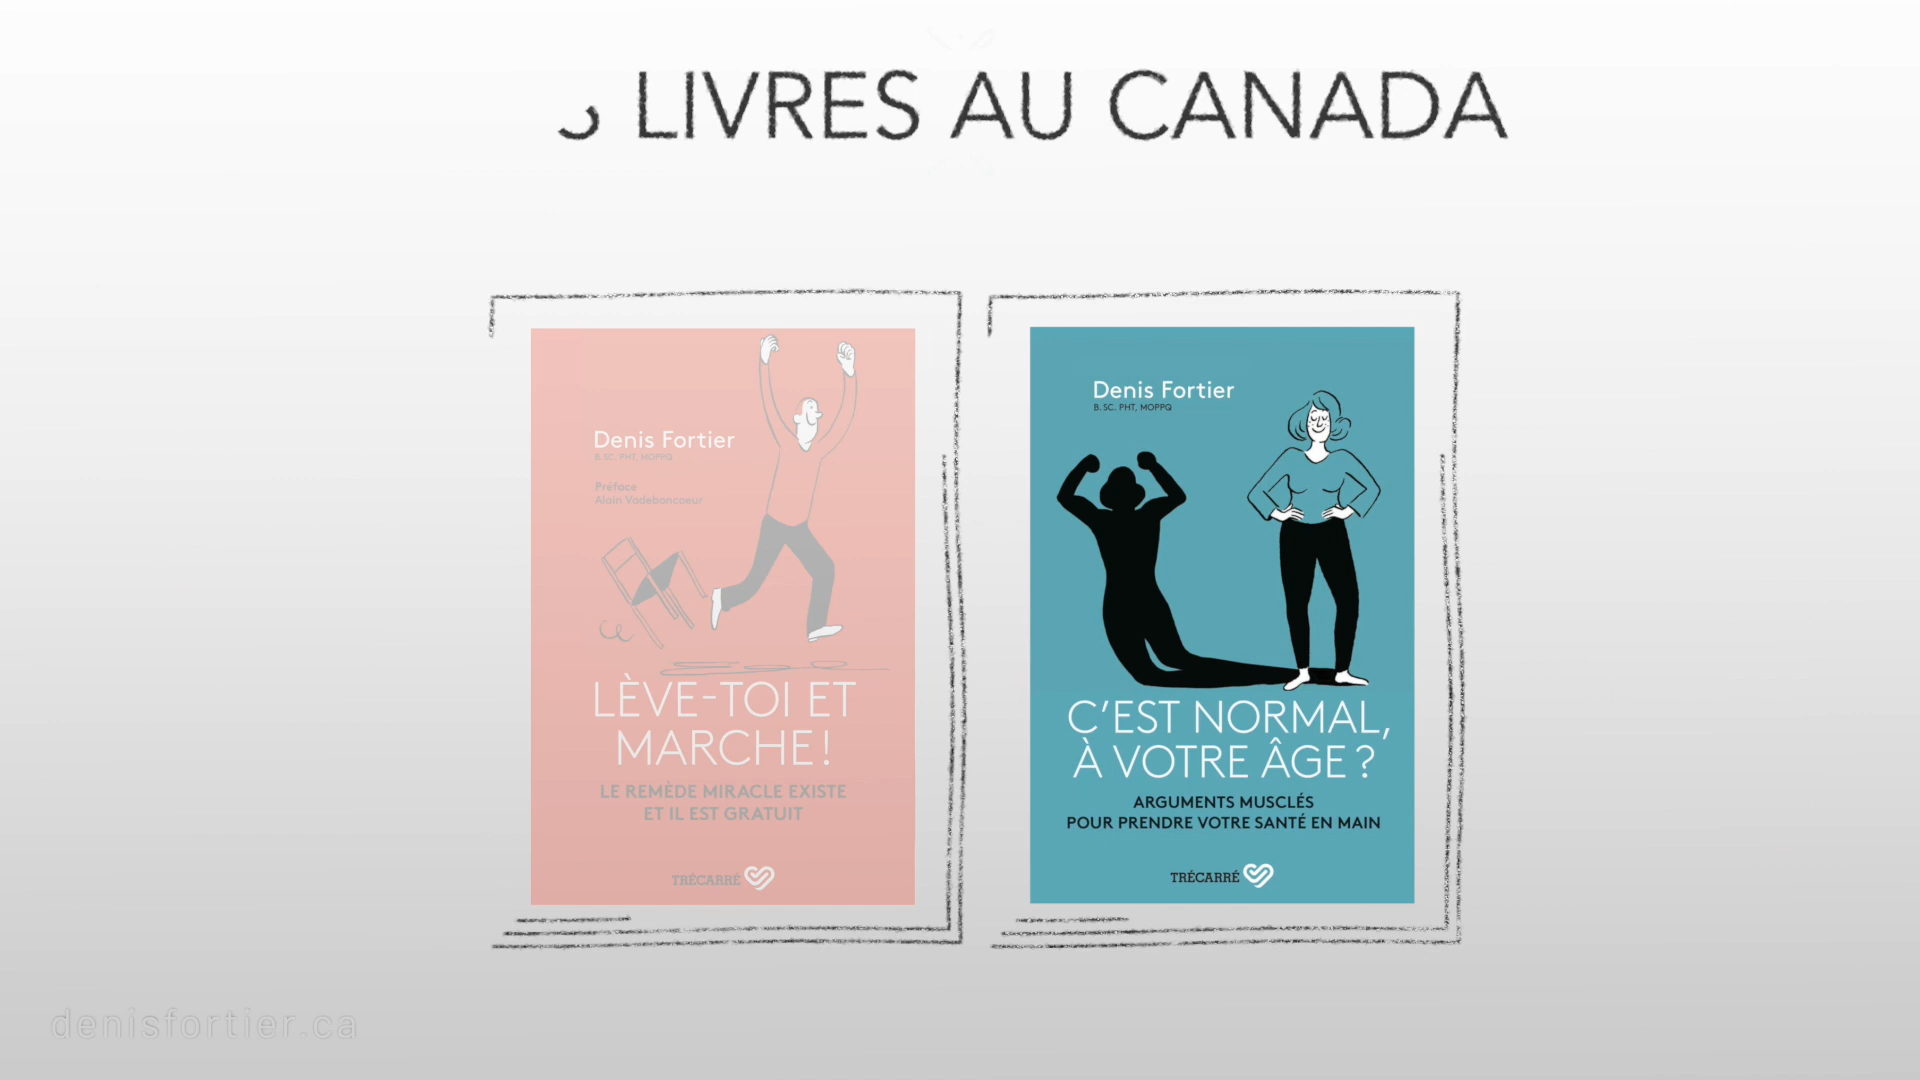 LIVRES AU CANADA
Denis Fortier
B.SC. PHT, MOPPQ
Préface
Alain Vadeboncoeur
LÈVE-TOI ET
MARCHE !
LE REMÈDE MIRACLE EXISTE
ET IL EST GRATUIT
TRÉCARRÉ
Denis Fortier
B.SC. PHT, MOPPQ
C'EST NORMAL,
À VOTRE ÂGE ?
ARGUMENTS MUSCLÉS
POUR PRENDRE VOTRE SANTÉ EN MAIN
TRÉCARRÉ
denisfortier.ca